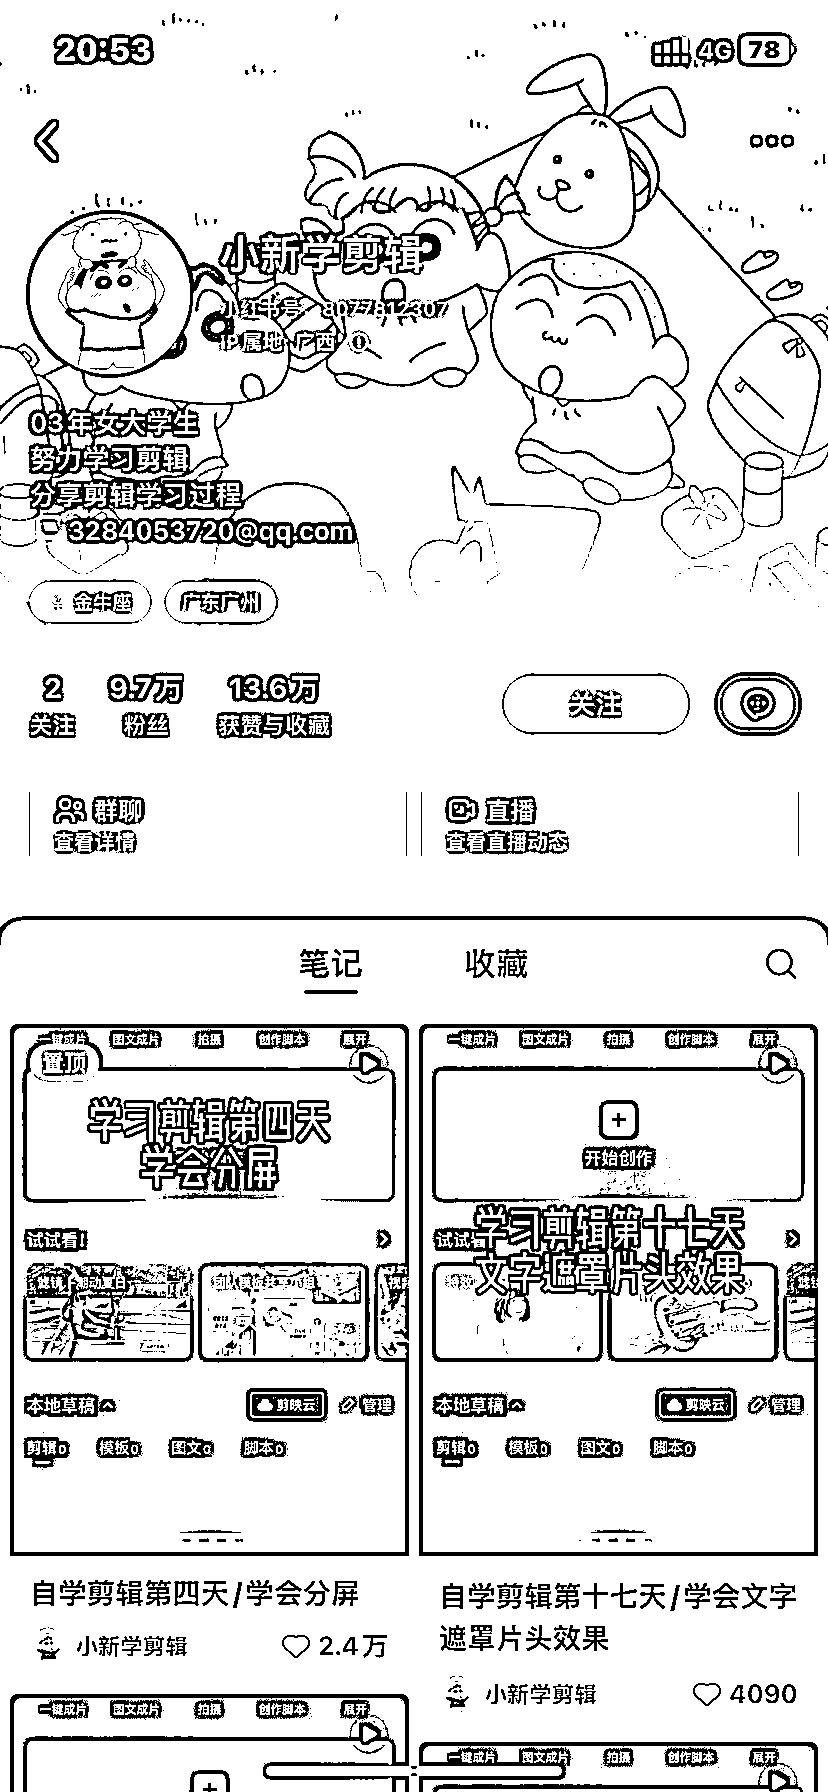 20:53
4G 78
小新学剪辑
小红书号：8077812307
IP属地：广西
03年女大学生
努力学习剪辑
分享剪辑学习过程
3284053720@qq.com
金牛座
广东广州
2 9.7万 13.6万
关注 粉丝 获赞与收藏
关注
群聊
查看详情
直播
查看直播动态
笔记
收藏
一键成片 图文成片 拍摄 创作脚本 展开
置顶
学习剪辑第四天
学会分屏
试试看！
本地草稿
剪映云
管理
剪辑0 模板0 图文0 脚本0
自学剪辑第四天/学会分屏
小新学剪辑
2.4万
一键成片 图文成片 拍摄 创作脚本 展开
开始创作
试试
学习剪辑第十七天
文字遮罩片头效果
本地草稿
剪映云
管理
剪辑0 模板0 图文0 脚本0
自学剪辑第十七天/学会文字
遮罩片头效果
小新学剪辑
4090
一键成片 图文成片 拍摄 创作脚本 展开
一键成片 图文成片 拍摄 创作脚本 展开